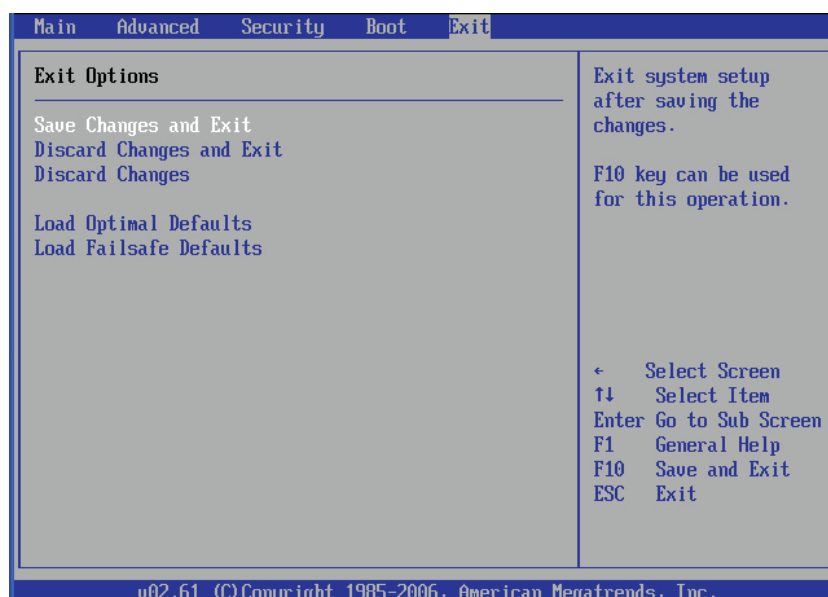 Main Advanced Security Boot Exit
Exit Options
Save Changes and Exit
Discard Changes and Exit
Discard Changes
Load Optimal Defaults
Load Failsafe Defaults
Exit system setup
after saving the
changes.
F10 key can be used
for this operation.
← Select Screen
↑↓ Select Item
Enter Go to Sub Screen
F1 General Help
F10 Save and Exit
ESC Exit
v02.61 (C)Copyright 1985-2006, American Megatrends, Inc.